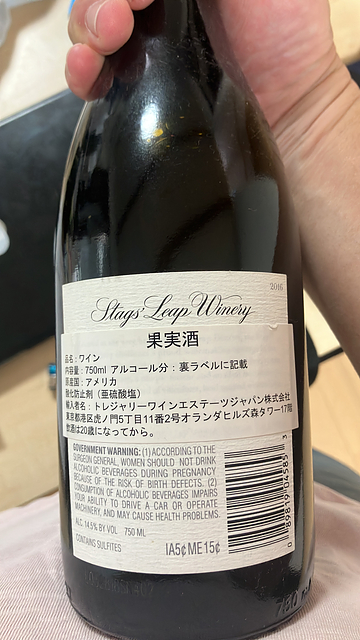 2016
Stags' Leap Winery
果実酒
品名：ワイン
内容量：750ml アルコール分：裏ラベルに記載
原産国：アメリカ
酸化防止剤（亜硫酸塩）
輸入者名：トレジャリーワインエステーツジャパン株式会社
東京都港区虎ノ門5丁目11番2号オランダヒルズ森タワー17階
飲酒は20歳になってから。
GOVERNMENT WARNING: (1) ACCORDING TO THE
SURGEON GENERAL, WOMEN SHOULD NOT DRINK
ALCOHOLIC BEVERAGES DURING PREGNANCY
BECAUSE OF THE RISK OF BIRTH DEFECTS. (2)
CONSUMPTION OF ALCOHOLIC BEVERAGES IMPAIRS
YOUR ABILITY TO DRIVE A CAR OR OPERATE
MACHINERY, AND MAY CAUSE HEALTH PROBLEMS.
ALC. 14.5% BY VOL 750 ML
CONTAINS SULFITES
IA5¢ ME15¢
0 89819 04585 3